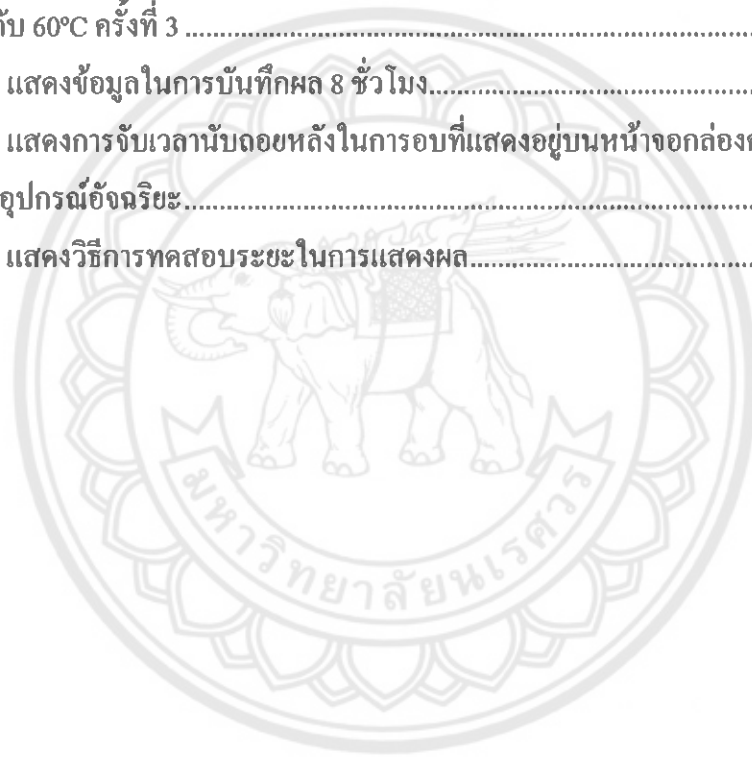 กับ 60°C ครั้งที่ 3 ........................................................
แสดงข้อมูลในการบันทึกผล 8 ชั่วโมง........................................................
แสดงการจับเวลานับถอยหลังในการอบที่แสดงอยู่บนหน้าจอกล่อง
อุปกรณ์อัจฉริยะ........................................................
แสดงวิธีการทดสอบระยะในการแสดงผล........................................................
มหาวิทยาลัยนเรศวร